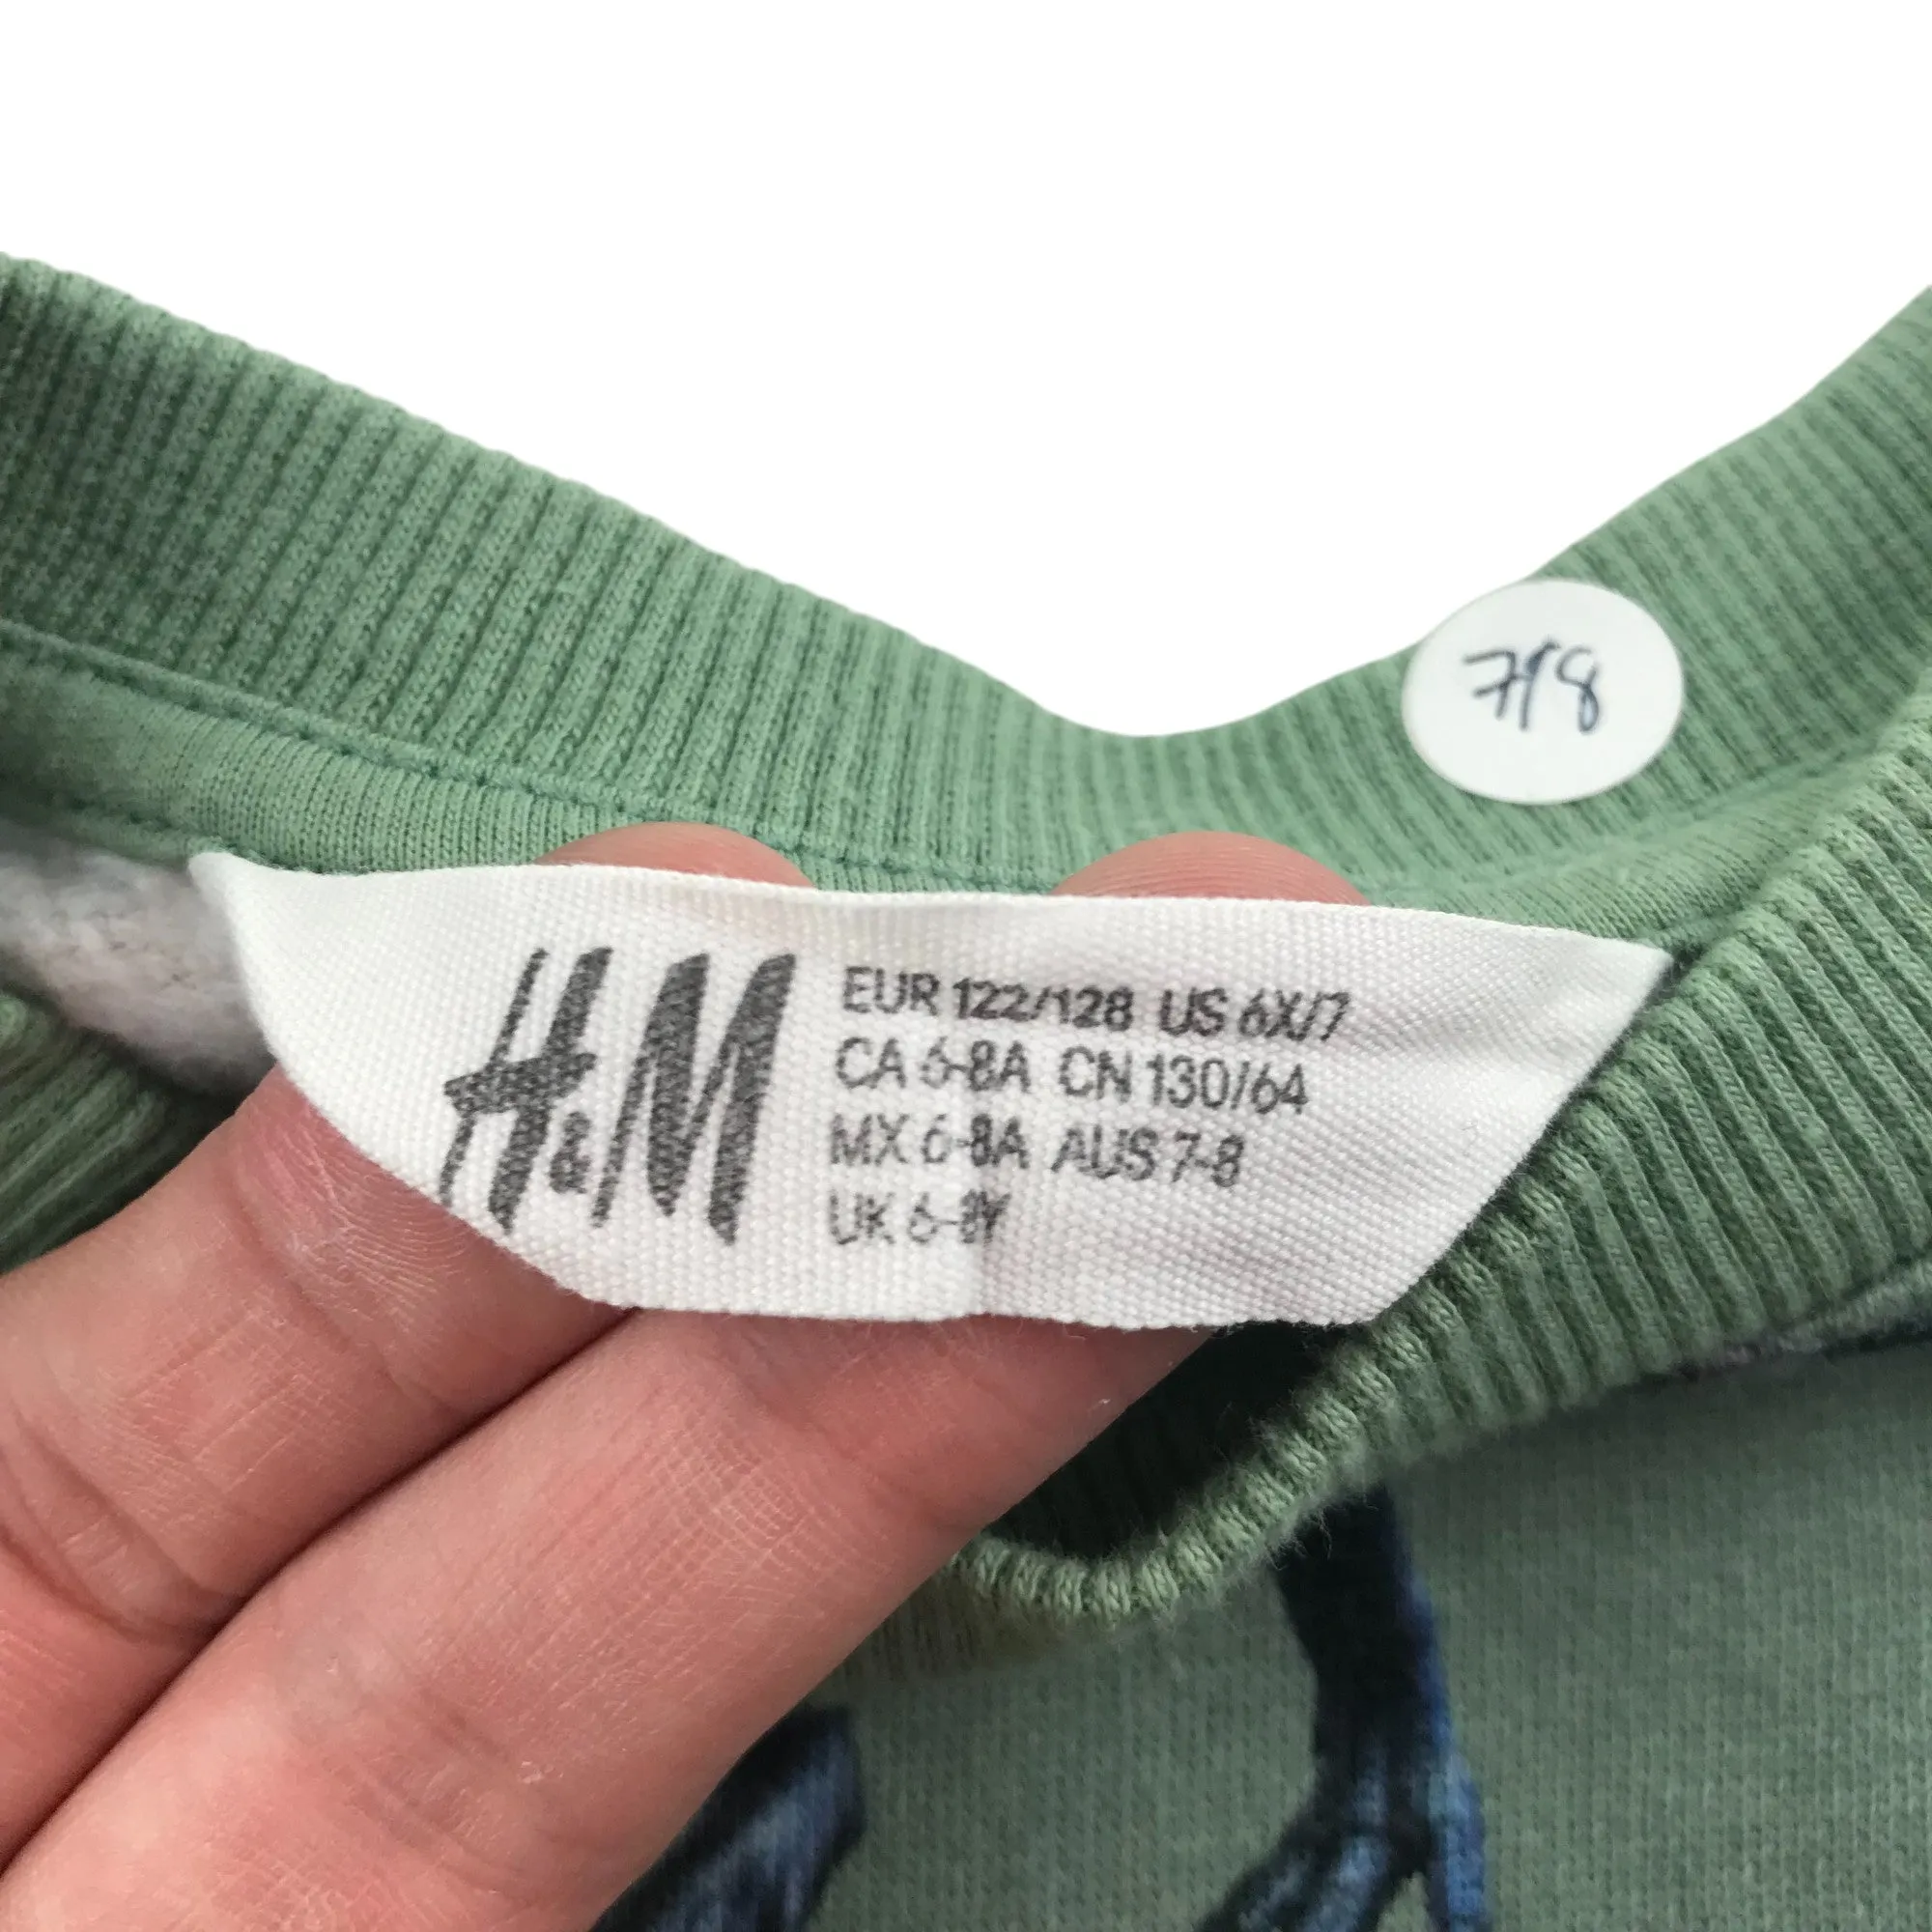 7/8
H&M
EUR 122/128 US 6X/7
CA 6-8A CN 130/64
MX 6-8A AUS 7-8
UK 6-8Y